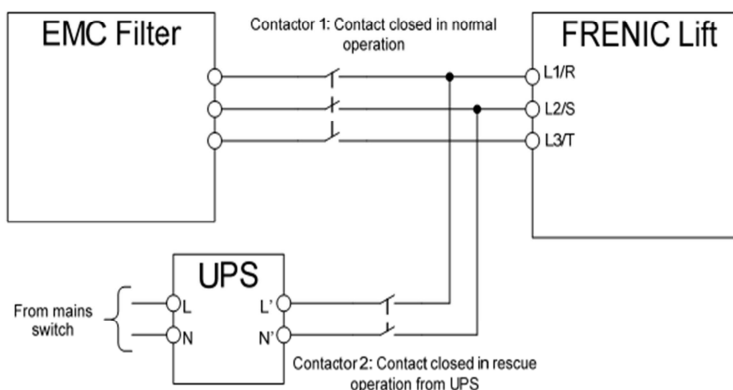 EMC Filter
Contactor 1: Contact closed in normal
operation
FRENIC Lift
L1/R
L2/S
L3/T
UPS
From mains
switch
L
N
L'
N'
Contactor 2: Contact closed in rescue
operation from UPS